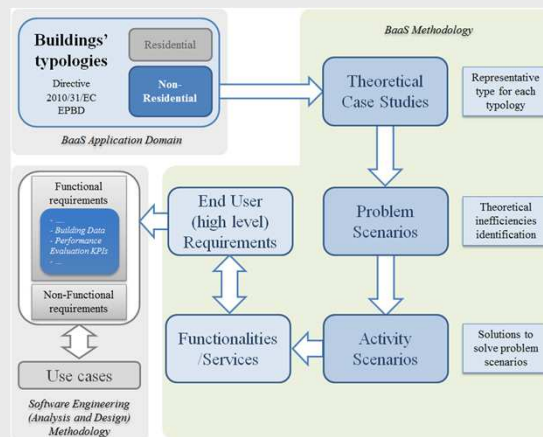 Buildings'
typologies
Directive
2010/31/EC
EPBD
Residential
Non-
Residential
BaaS Application Domain
BaaS Methodology
Theoretical
Case Studies
Representative
type for each
typology
Functional
requirements
- ....
- Building Data
- Performance
Evaluation KPIs
- ...
Non-Functional
requirements
Use cases
Software Engineering
(Analysis and Design)
Methodology
End User
(high level)
Requirements
Problem
Scenarios
Theoretical
inefficiencies
identification
Functionalities
/Services
Activity
Scenarios
Solutions to
solve problem
scenarios